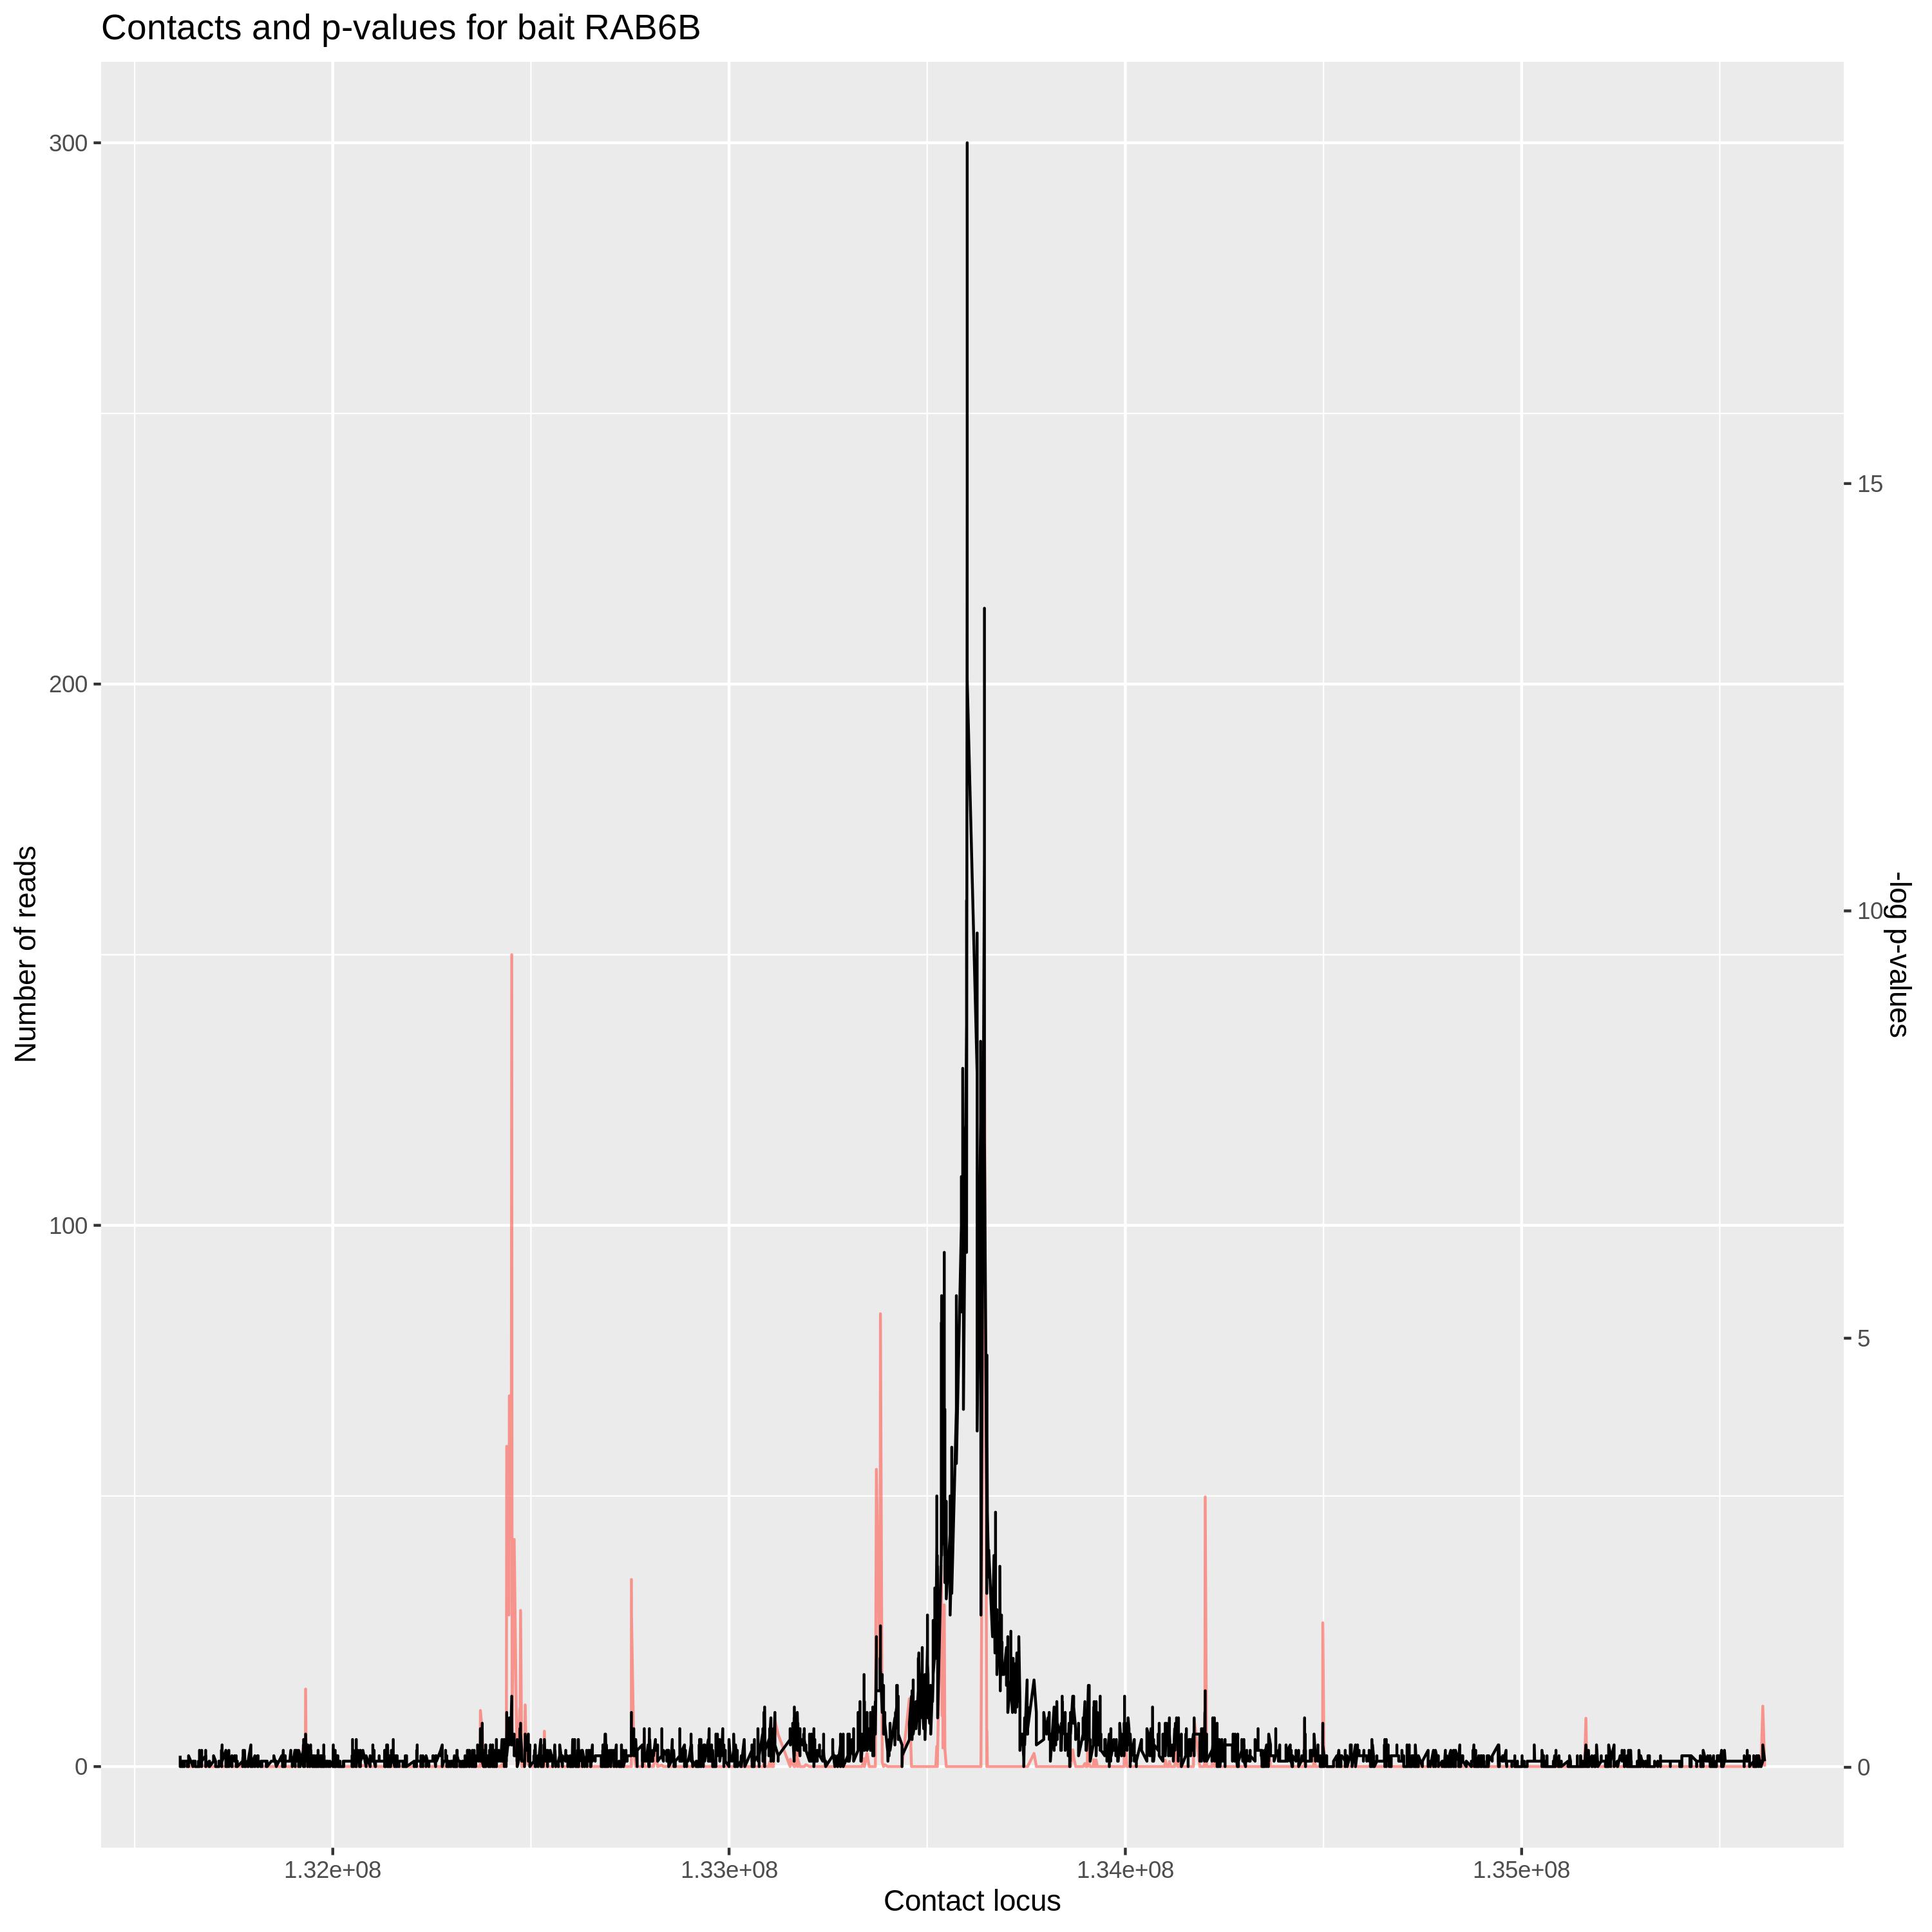 Contacts and p-values for bait RAB6B
300
200
100
0
Number of reads
15
10
5
0
-log p-values
1.32e+08
1.33e+08
1.34e+08
1.35e+08
Contact locus